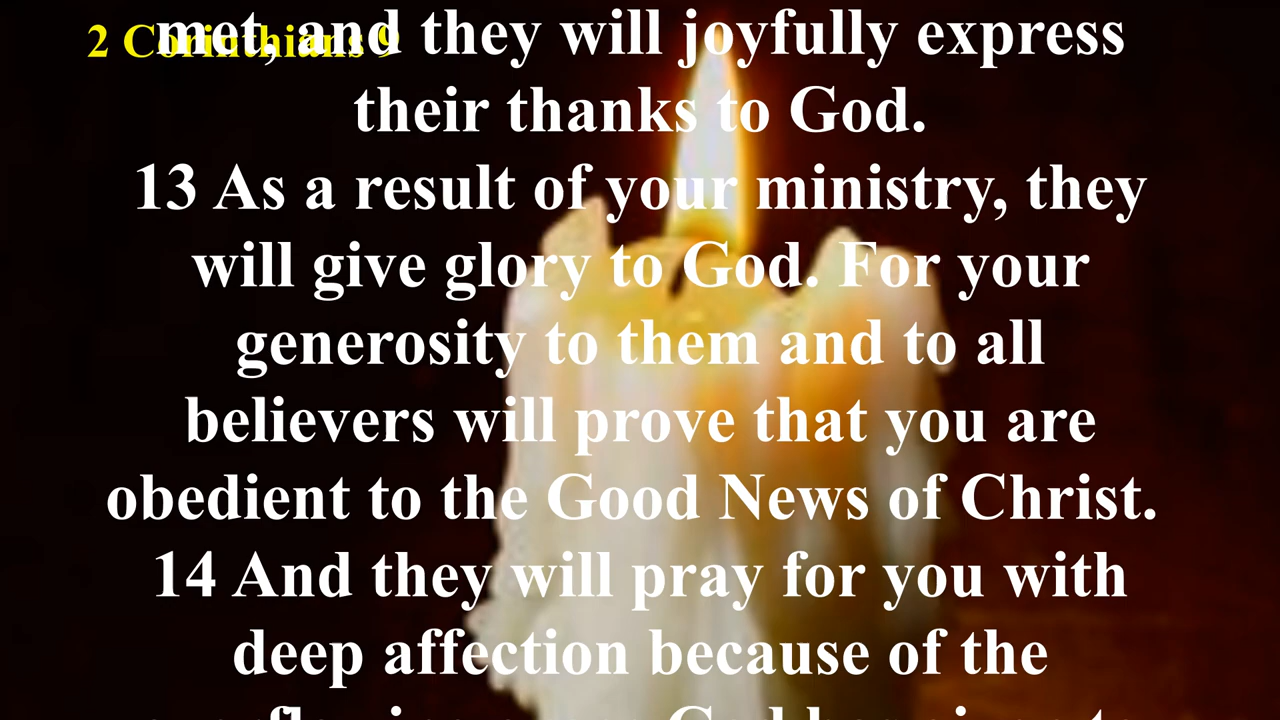 2 Corinthians 9
met, and they will joyfully express
their thanks to God.
13 As a result of your ministry, they
will give glory to God. For your
generosity to them and to all
believers will prove that you are
obedient to the Good News of Christ.
14 And they will pray for you with
deep affection because of the